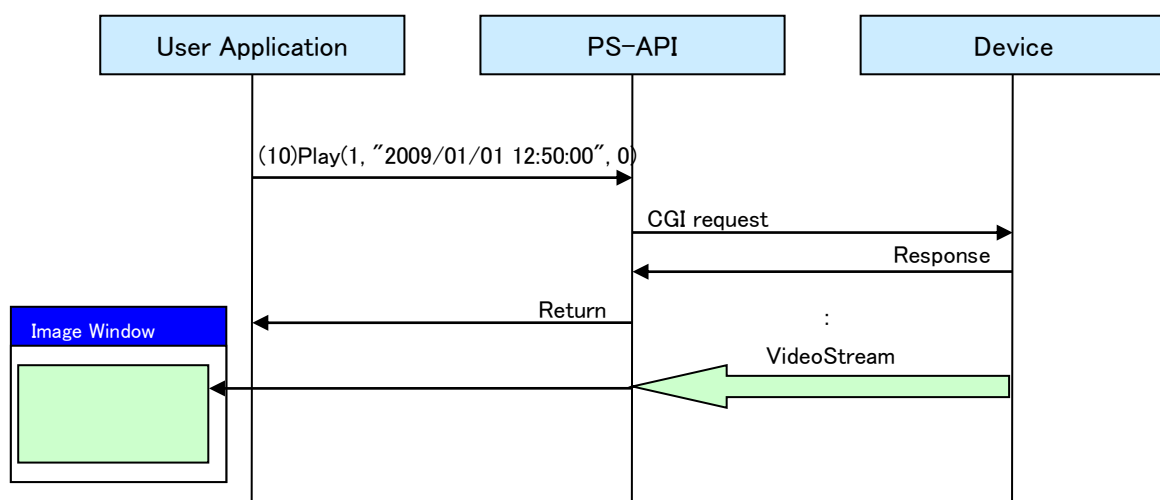 User Application
PS-API
Device
(10)Play(1, "2009/01/01 12:50:00", 0)
CGI request
Response
Return
:
Image Window
VideoStream